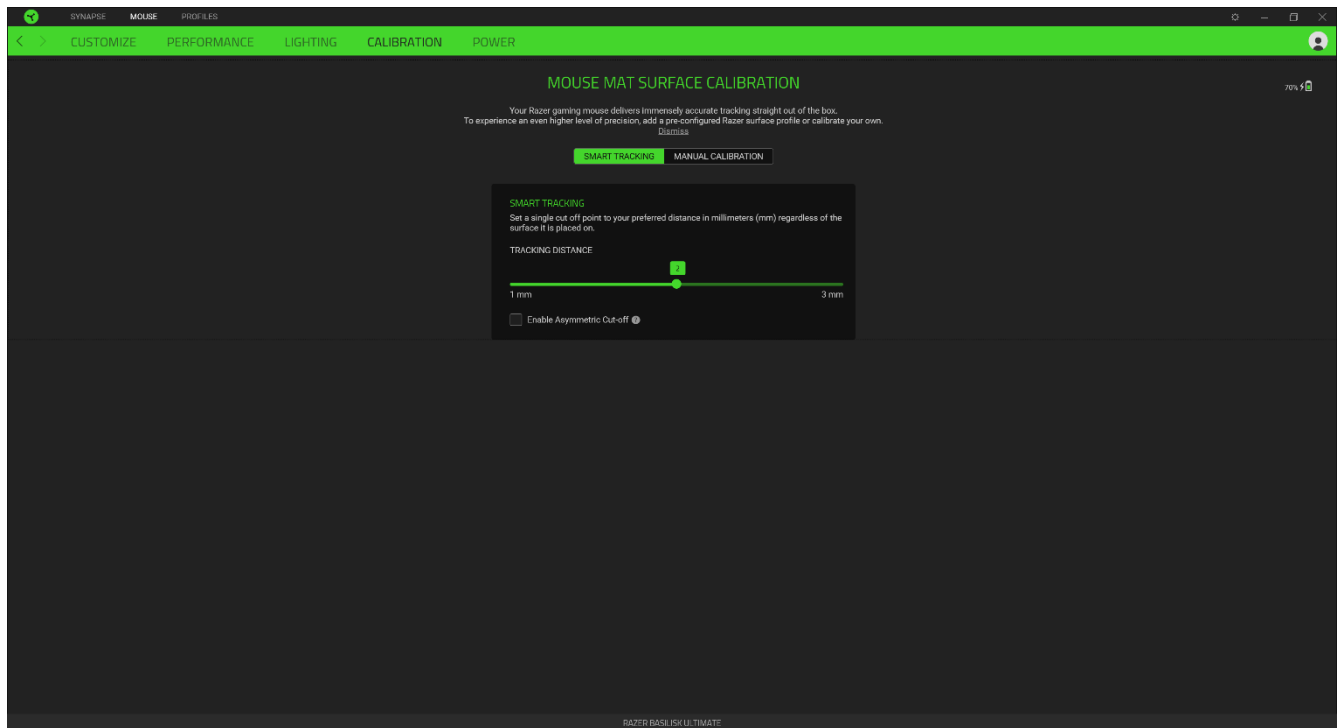 SYNAPSE MOUSE PROFILES
CUSTOMIZE PERFORMANCE LIGHTING CALIBRATION POWER
MOUSE MAT SURFACE CALIBRATION
70%
Your Razer gaming mouse delivers immensely accurate tracking straight out of the box.
To experience an even higher level of precision, add a pre-configured Razer surface profile or calibrate your own.
Dismiss
SMART TRACKING MANUAL CALIBRATION
SMART TRACKING
Set a single cut off point to your preferred distance in millimeters (mm) regardless of the
surface it is placed on.
TRACKING DISTANCE
2
1 mm 3 mm
Enable Asymmetric Cut-off ?
RAZER BASILISK ULTIMATE